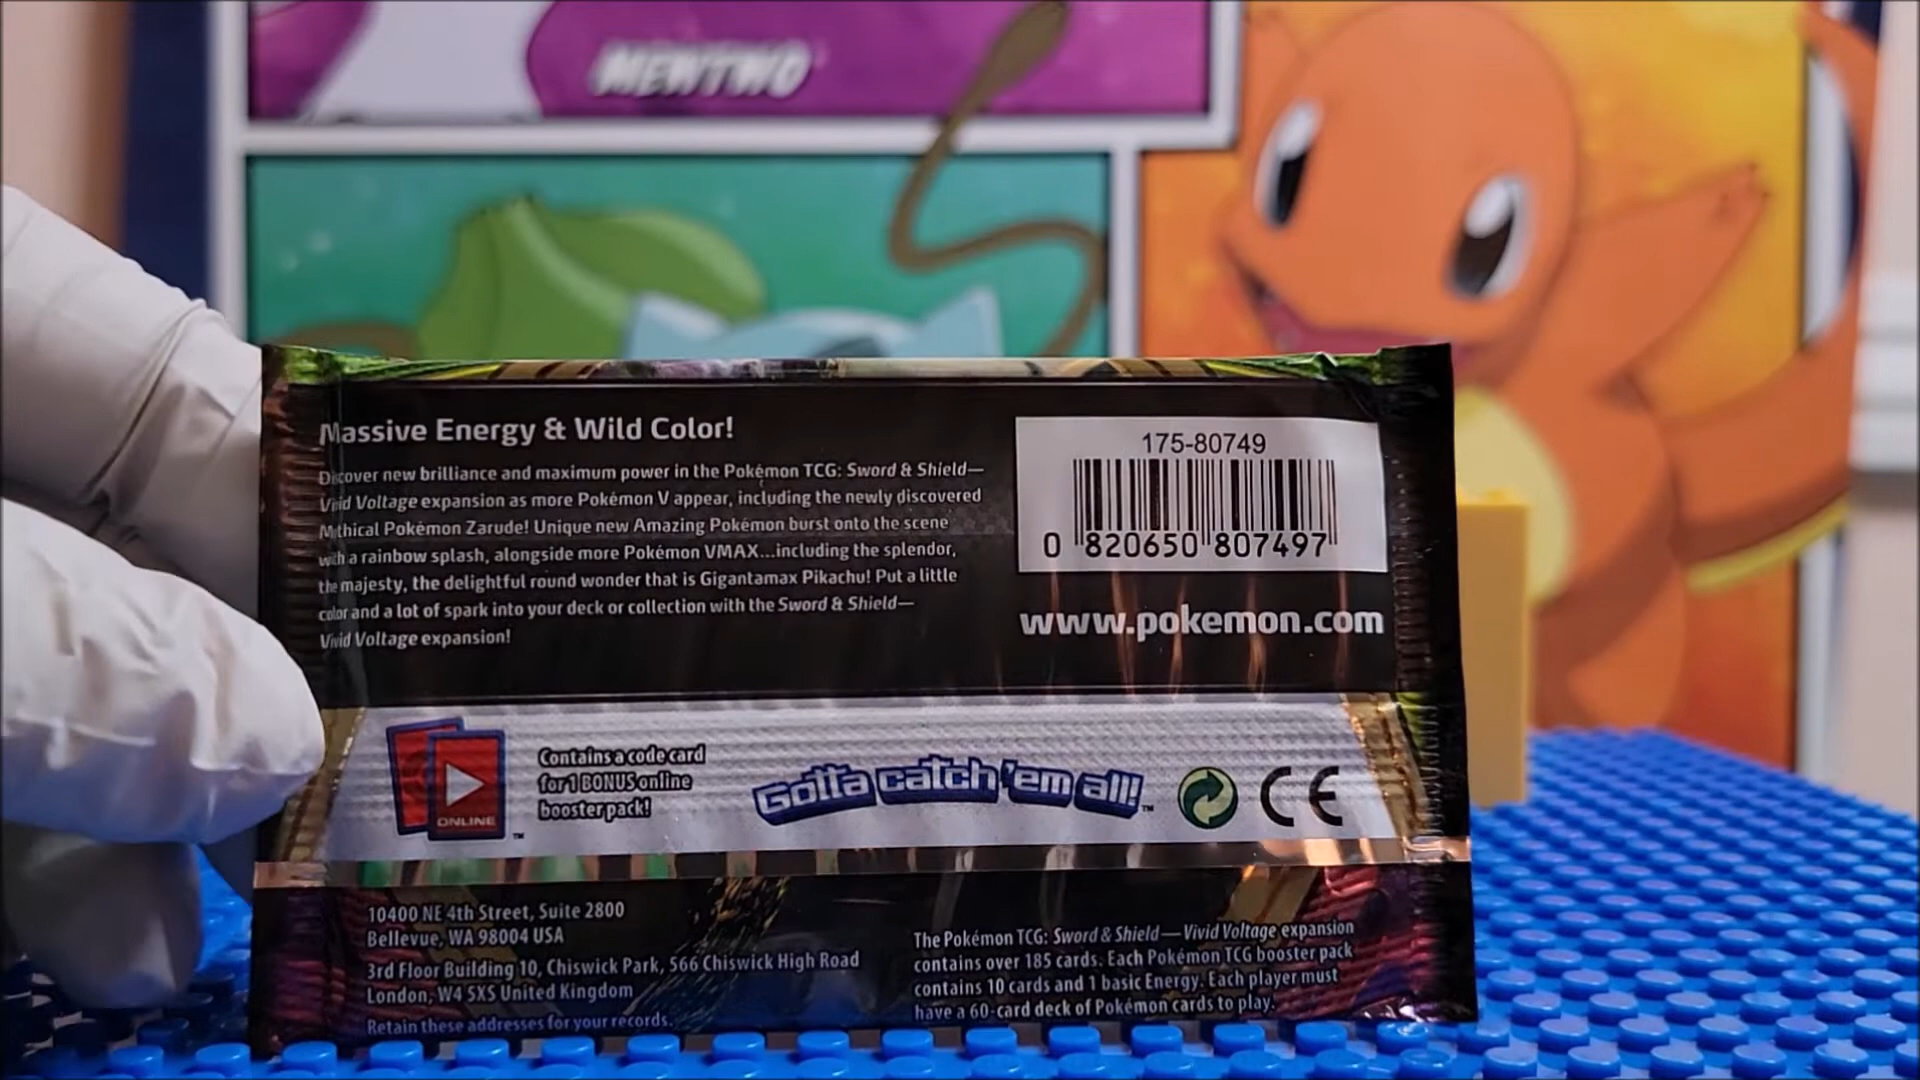 MEWTWO
Massive Energy & Wild Color!
Discover new brilliance and maximum power in the Pokémon TCG: Sword & Shield—
Vivid Voltage expansion as more Pokémon V appear, including the newly discovered
Mythical Pokémon Zarude! Unique new Amazing Pokémon burst onto the scene
with a rainbow splash, alongside more Pokémon VMAX...including the splendor,
the majesty, the delightful round wonder that is Gigantamax Pikachu! Put a little
color and a lot of spark into your deck or collection with the Sword & Shield—
Vivid Voltage expansion!
175-80749
0 820650 807497
www.pokemon.com
ONLINE
TM
Contains a code card
for 1 BONUS online
booster pack!
Gotta catch 'em all!
TM
CE
10400 NE 4th Street, Suite 2800
Bellevue, WA 98004 USA
3rd Floor Building 10, Chiswick Park, 566 Chiswick High Road
London, W4 5XS United Kingdom
Retain these addresses for your records.
The Pokémon TCG: Sword & Shield—Vivid Voltage expansion
contains over 185 cards. Each Pokémon TCG booster pack
contains 10 cards and 1 basic Energy. Each player must
have a 60-card deck of Pokémon cards to play.